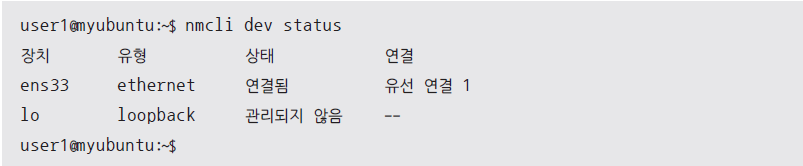 user1@myubuntu:~$ nmcli dev status
장치 유형 상태 연결
ens33 ethernet 연결됨 유선 연결 1
lo loopback 관리되지 않음 --
user1@myubuntu:~$